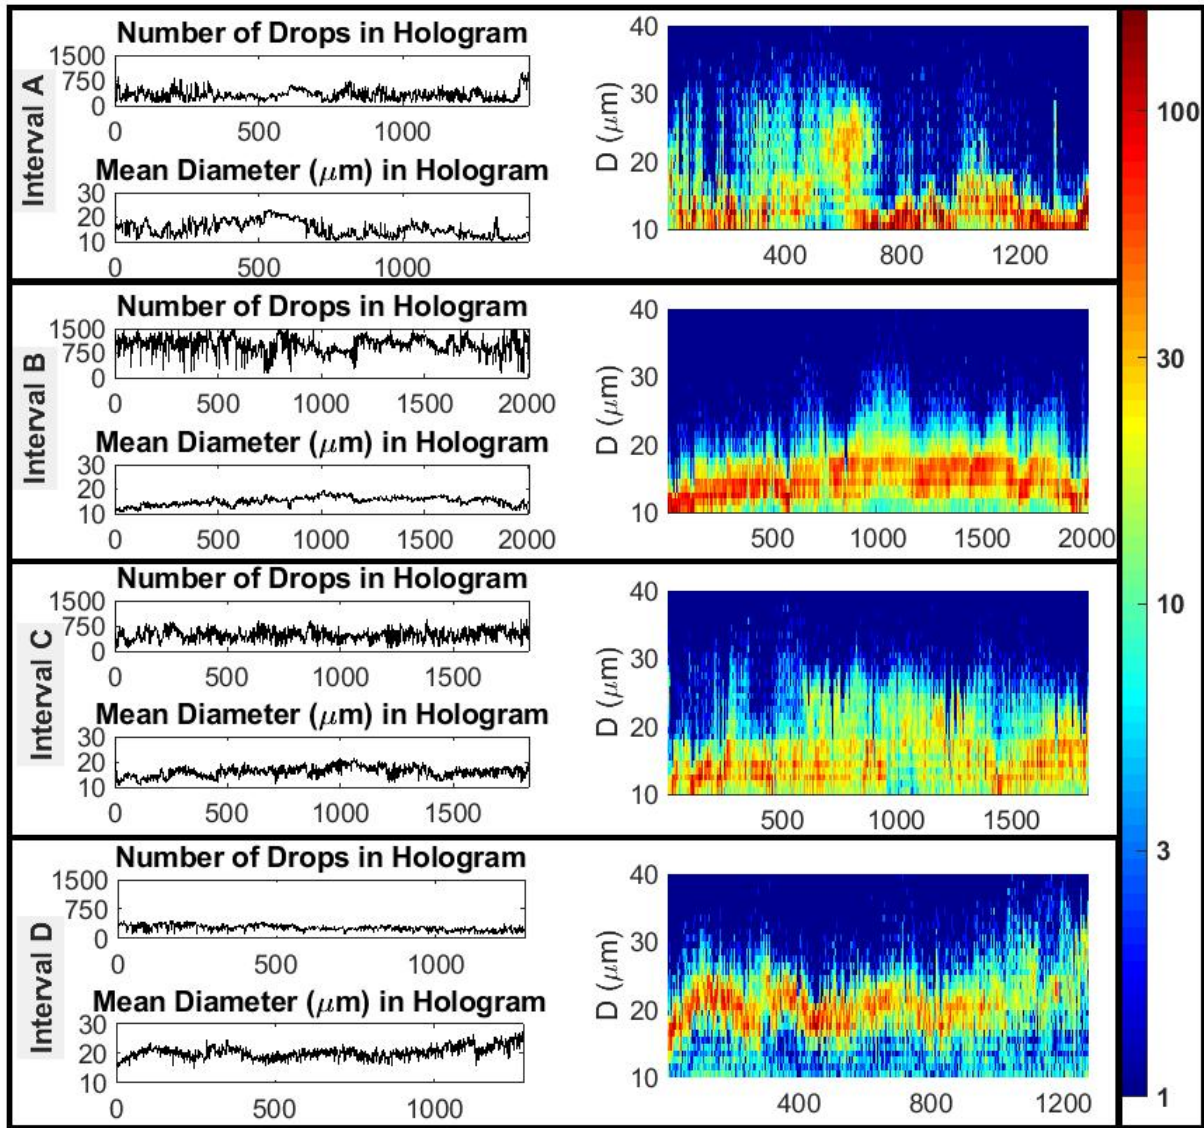 Interval A
Number of Drops in Hologram
1500
750
0
0 500 1000
Mean Diameter (μm) in Hologram
30
20
10
0 500 1000
D (μm)
40
30
20
10
400 800 1200
Interval B
Number of Drops in Hologram
1500
750
0
0 500 1000 1500 2000
Mean Diameter (μm) in Hologram
30
20
10
0 500 1000 1500 2000
D (μm)
40
30
20
10
500 1000 1500 2000
Interval C
Number of Drops in Hologram
1500
750
0
0 500 1000 1500
Mean Diameter (μm) in Hologram
30
20
10
0 500 1000 1500
D (μm)
40
30
20
10
500 1000 1500
Interval D
Number of Drops in Hologram
1500
750
0
0 500 1000
Mean Diameter (μm) in Hologram
30
20
10
0 500 1000
D (μm)
40
30
20
10
400 800 1200
100
30
10
3
1